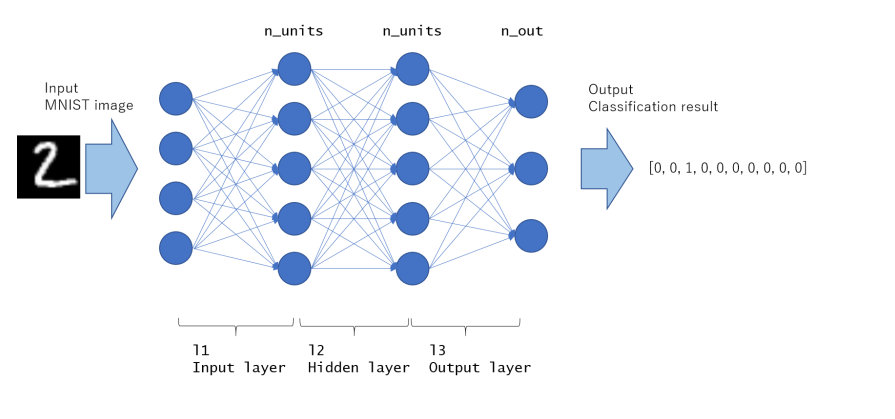 n_units
n_units
n_out
Input
MNIST image
2
Output
Classification result
[0, 0, 1, 0, 0, 0, 0, 0, 0, 0]
l1
Input layer
l2
Hidden layer
l3
Output layer